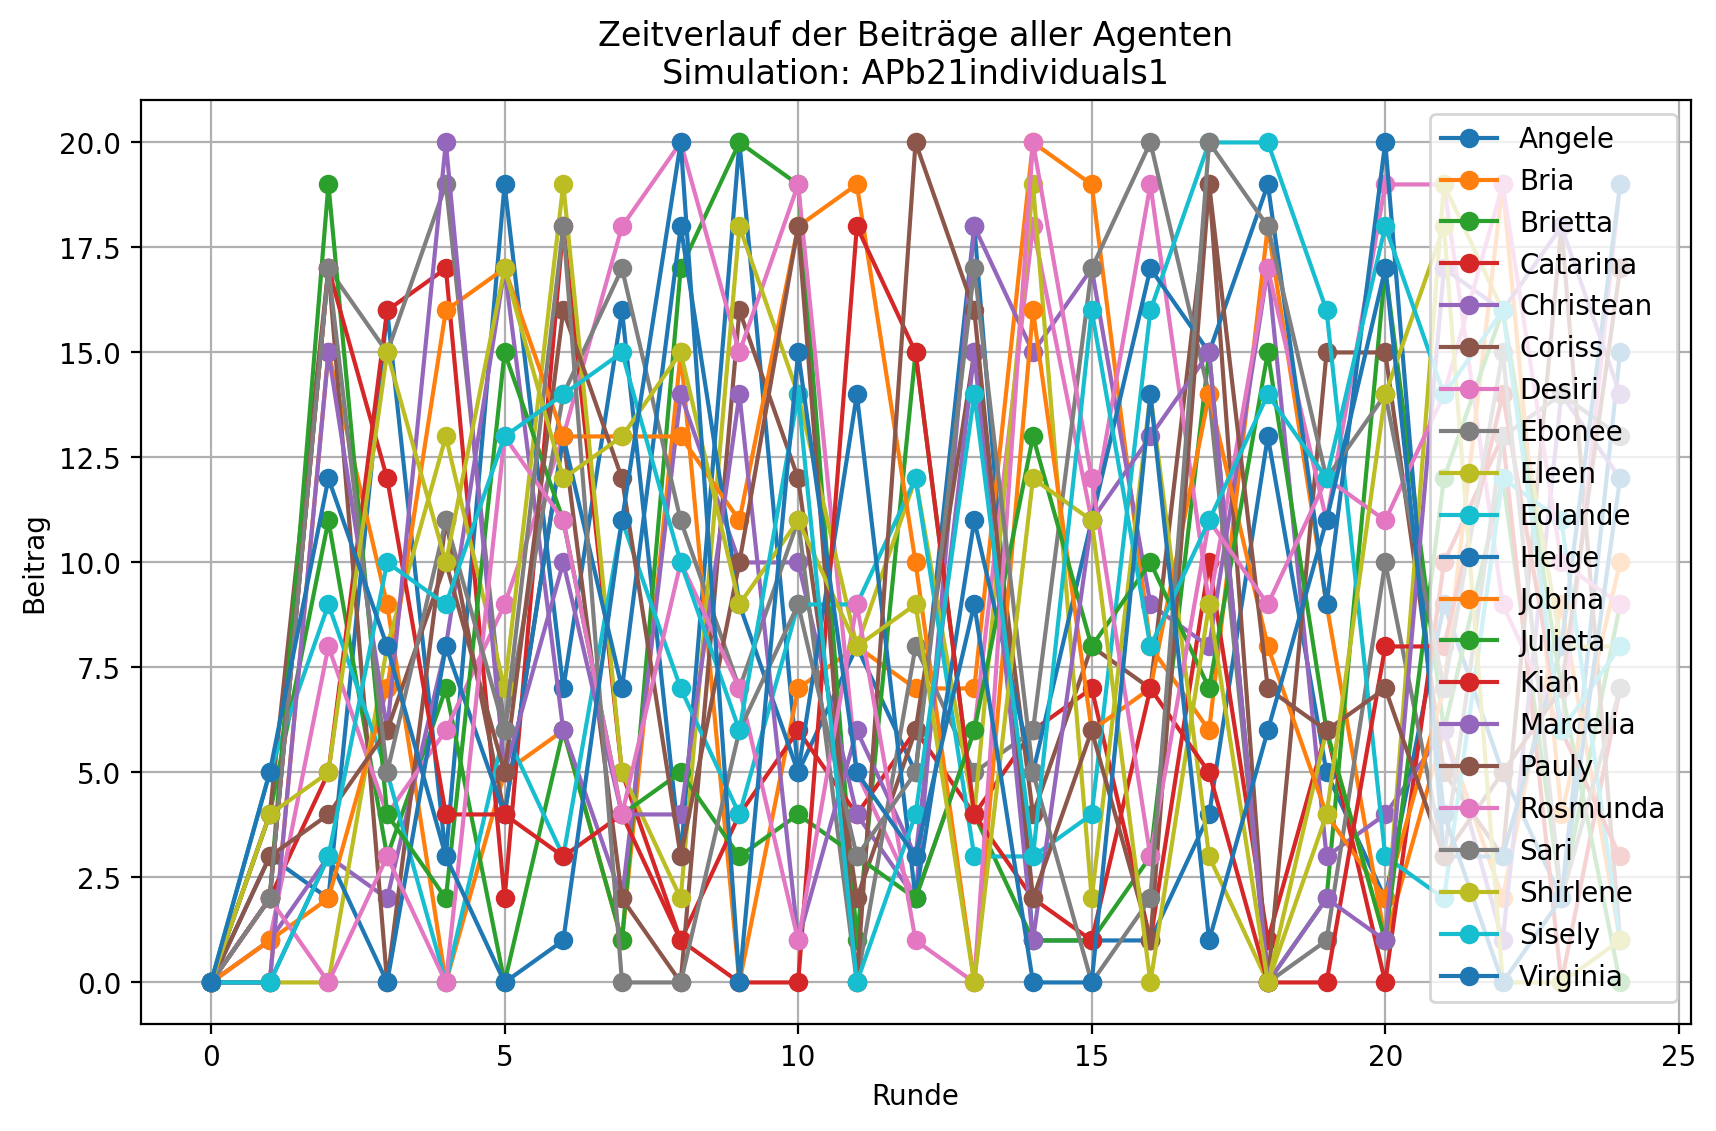 Zeitverlauf der Beiträge aller Agenten
Simulation: APb21individuals1
Beitrag
20.0
17.5
15.0
12.5
10.0
7.5
5.0
2.5
0.0
0
5
10
15
20
25
Runde
Angele
Bria
Brietta
Catarina
Christean
Coriss
Desiri
Ebonee
Eleen
Eolande
Helge
Jobina
Julieta
Kiah
Marcelia
Pauly
Rosmunda
Sari
Shirlene
Sisely
Virginia